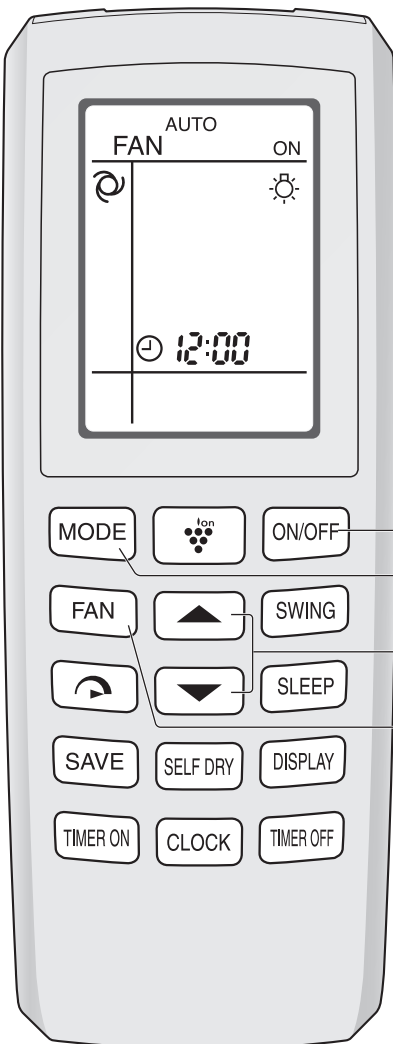 AUTO
FAN ON
12:00
MODE ion ON/OFF
FAN SWING
SLEEP
SAVE SELF DRY DISPLAY
TIMER ON CLOCK TIMER OFF